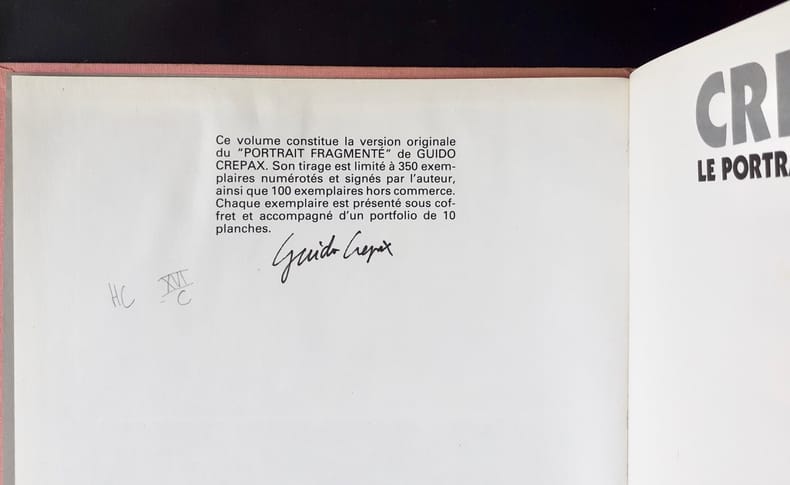 Ce volume constitue la version originale
du "PORTRAIT FRAGMENTÉ" de GUIDO
CREPAX. Son tirage est limité à 350 exem-
plaires numérotés et signés par l'auteur,
ainsi que 100 exemplaires hors commerce.
Chaque exemplaire est présenté sous cof-
fret et accompagné d'un portfolio de 10
planches.
Guido Crepax
HC XVI
C
CRE
LE PORTRA